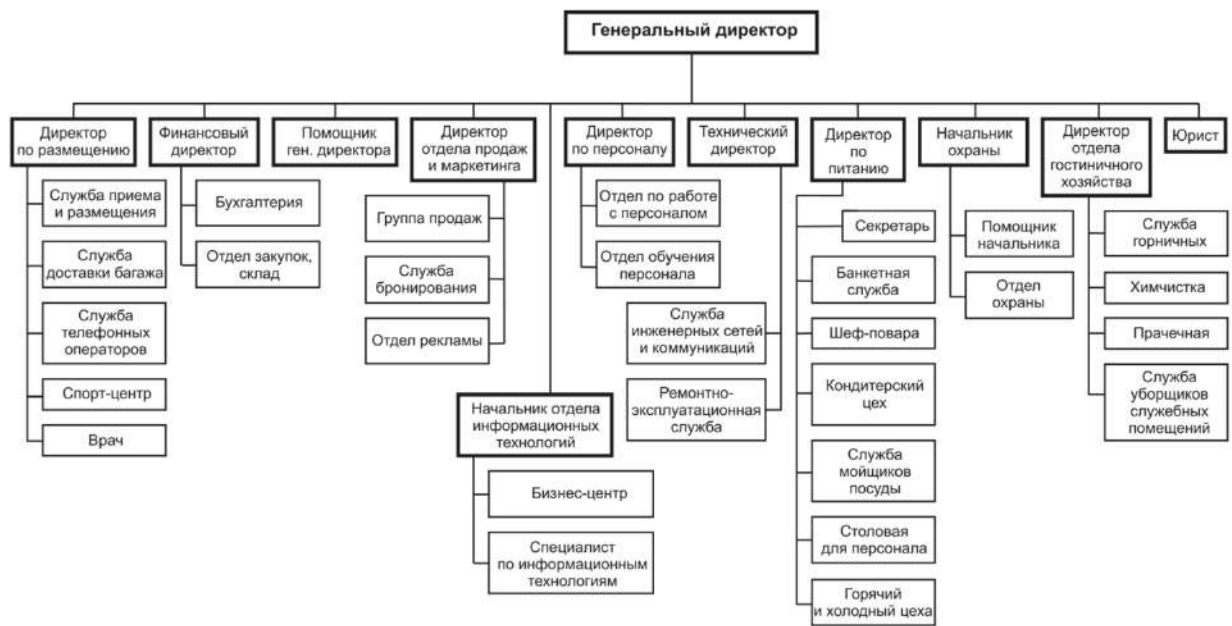 Генеральный директор
Директор
по размещению
Финансовый
директор
Помощник
ген. директора
Директор
отдела продаж
и маркетинга
Директор
по персоналу
Технический
директор
Директор
по
питанию
Начальник
охраны
Директор
отдела
гостиничного
хозяйства
Юрист
Служба приема
и размещения
Служба
доставки багажа
Служба
телефонных
операторов
Спорт-центр
Врач
Бухгалтерия
Отдел закупок,
склад
Группа продаж
Служба
бронирования
Отдел рекламы
Начальник отдела
информационных
технологий
Бизнес-центр
Специалист
по информационным
технологиям
Отдел по работе
с персоналом
Отдел обучения
персонала
Служба
инженерных сетей
и коммуникаций
Ремонтно-
эксплуатационная
служба
Секретарь
Банкетная
служба
Шеф-повара
Кондитерский
цех
Служба
мойщиков
посуды
Столовая
для персонала
Горячий
и холодный цеха
Помощник
начальника
Отдел
охраны
Служба
горничных
Химчистка
Прачечная
Служба
уборщиков
служебных
помещений